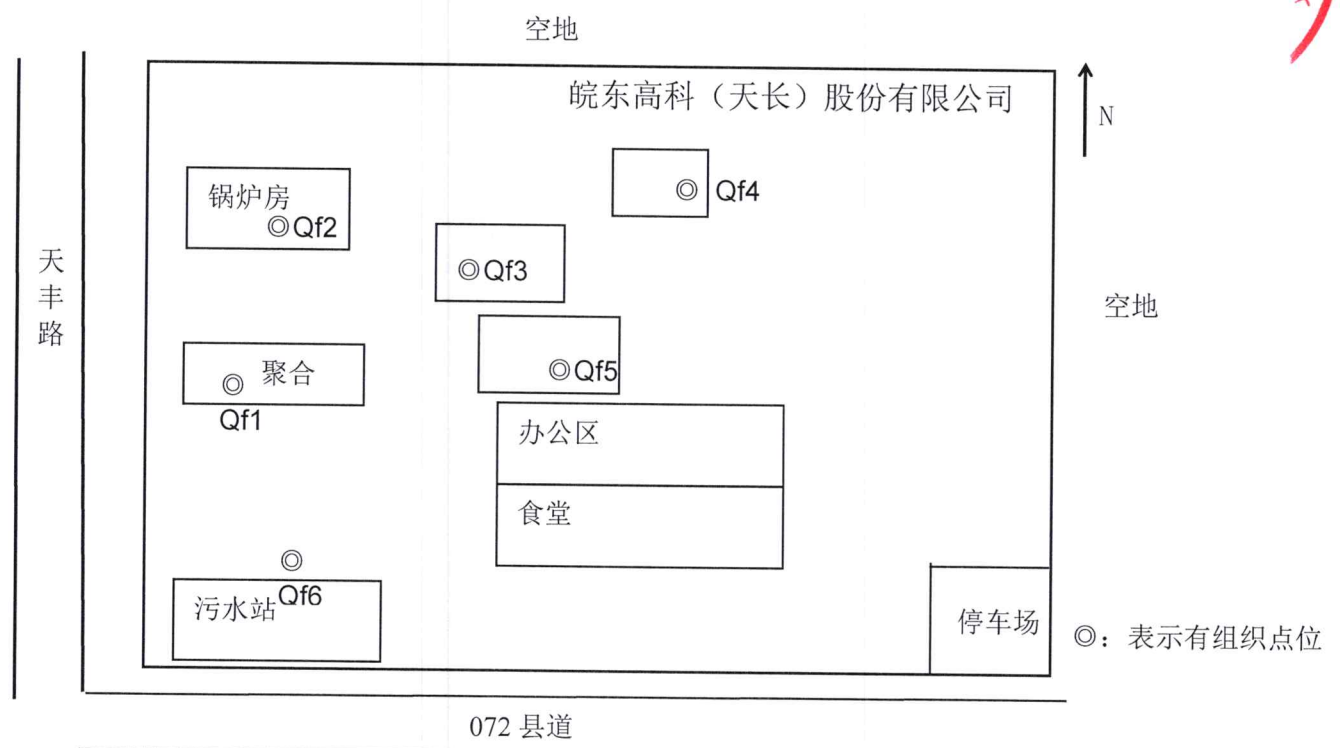 空地
皖东高科（天长）股份有限公司
N
Qf4
锅炉房
◎Qf2
◎Qf3
天丰路
空地
◎Qf5
聚合
Qf1
办公区
食堂
Qf6
污水站
停车场
◎：表示有组织点位
072 县道